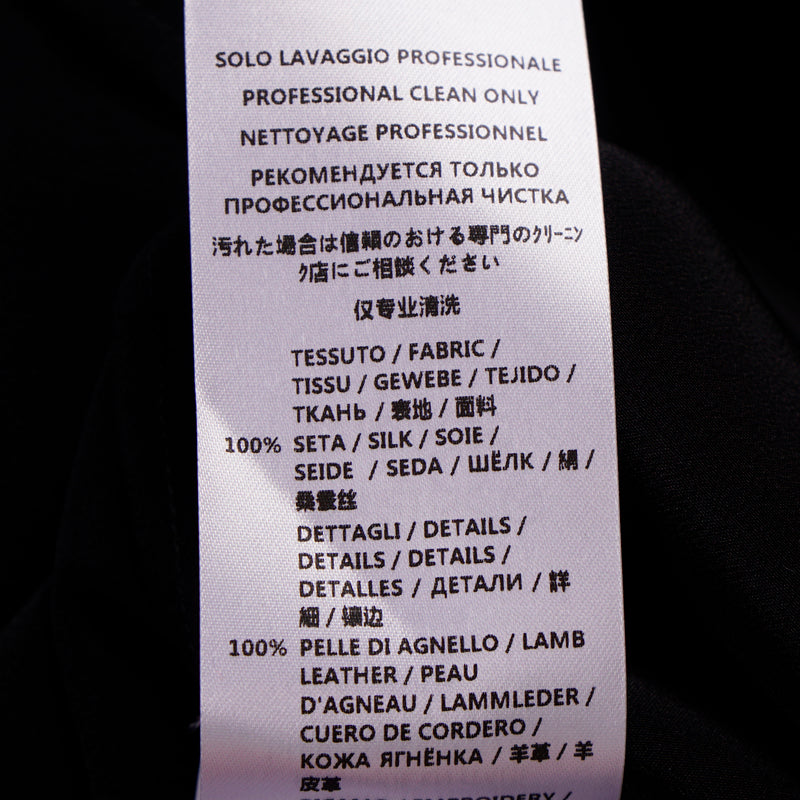 SOLO LAVAGGIO PROFESSIONALE
PROFESSIONAL CLEAN ONLY
NETTOYAGE PROFESSIONNEL
РЕКОМЕНДУЕТСЯ ТОЛЬКО
ПРОФЕССИОНАЛЬНАЯ ЧИСТКА
汚れた場合は信頼のおける専門のクリーニン
ク店にご相談ください
仅专业清洗
TESSUTO / FABRIC /
TISSU / GEWEBE / TEJIDO /
ТКАНЬ / 表地 / 面料
100% SETA / SILK / SOIE /
SEIDE / SEDA / ШЁЛК / 絹 /
桑蚕丝
DETTAGLI / DETAILS /
DETAILS / DETAILS /
DETALLES / ДЕТАЛИ / 詳
細 / 镶边
100% PELLE DI AGNELLO / LAMB
LEATHER / PEAU
D'AGNEAU / LAMMLEDER /
CUERO DE CORDERO /
КОЖА ЯГНЁНКА / 羊革 / 羊
皮革
EMBROIDERY /